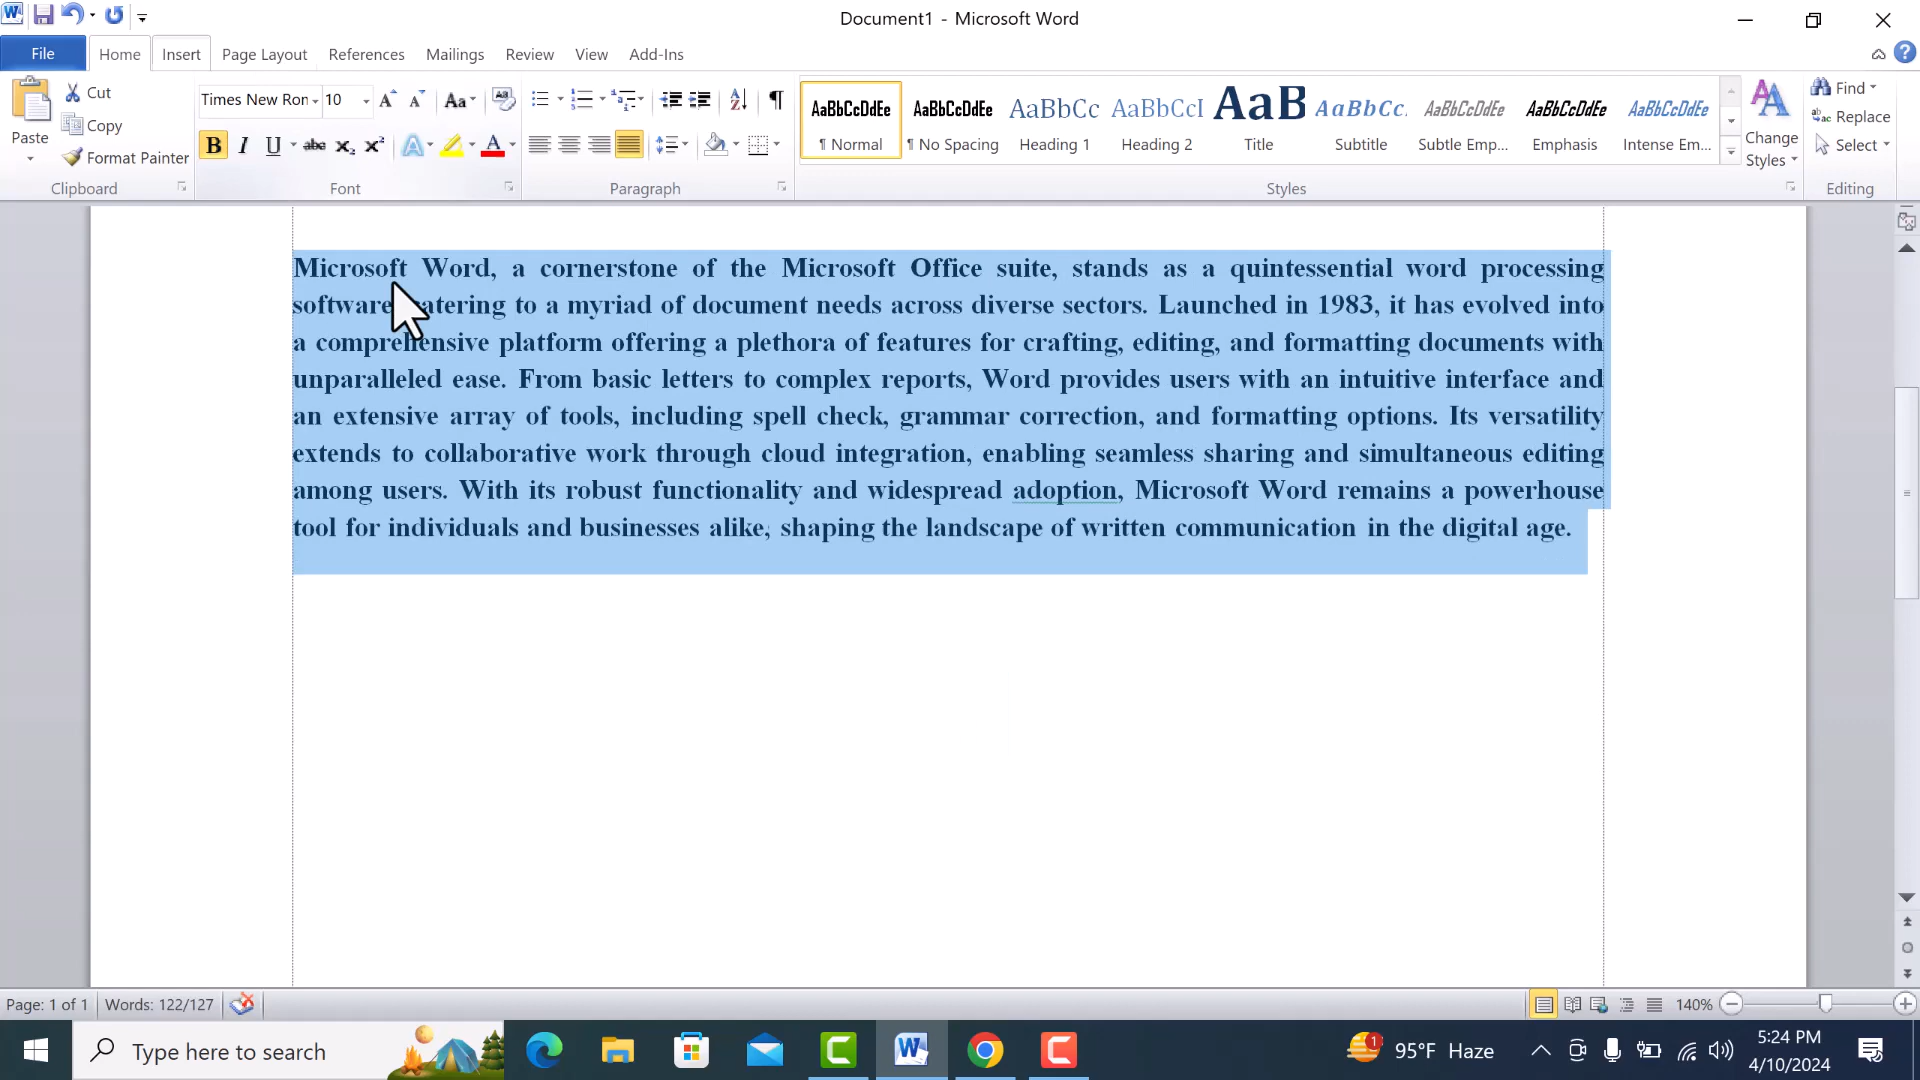 Document1 - Microsoft Word
File Home Insert Page Layout References Mailings Review View Add-Ins
Paste
Cut
Copy
Format Painter
Clipboard
Times New Ron 10
Aa
B I U abc x₂ x² A A
Font
Paragraph
AaBbCcDdEe AaBbCcDdEe AaBbCc AaBbCcI AaB AaBbCc. AaBbCcDdEe AaBbCcDdEe AaBbCcDdEe
¶ Normal ¶ No Spacing Heading 1 Heading 2 Title Subtitle Subtle Emp... Emphasis Intense Em...
Styles
Change
Styles
Find
Replace
Select
Editing
Microsoft Word, a cornerstone of the Microsoft Office suite, stands as a quintessential word processing
software catering to a myriad of document needs across diverse sectors. Launched in 1983, it has evolved into
a comprehensive platform offering a plethora of features for crafting, editing, and formatting documents with
unparalleled ease. From basic letters to complex reports, Word provides users with an intuitive interface and
an extensive array of tools, including spell check, grammar correction, and formatting options. Its versatility
extends to collaborative work through cloud integration, enabling seamless sharing and simultaneous editing
among users. With its robust functionality and widespread adoption, Microsoft Word remains a powerhouse
tool for individuals and businesses alike, shaping the landscape of written communication in the digital age.
Page: 1 of 1 Words: 122/127
140%
Type here to search
1
95°F Haze
5:24 PM
4/10/2024